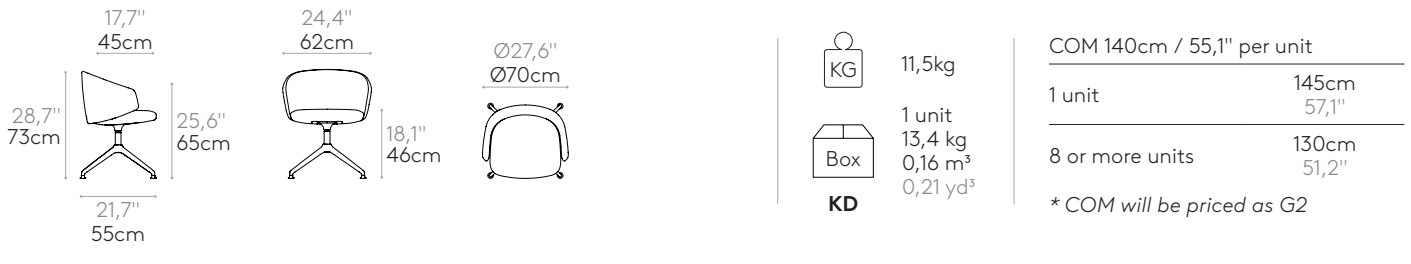 17,7"
45cm
28,7"
73cm
25,6"
65cm
21,7"
55cm
24,4"
62cm
18,1"
46cm
Ø27,6"
Ø70cm
KG
11,5kg
Box
KD
1 unit
13,4 kg
0,16 m³
0,21 yd³
COM 140cm / 55,1" per unit
1 unit
145cm
57,1"
8 or more units
130cm
51,2"
* COM will be priced as G2